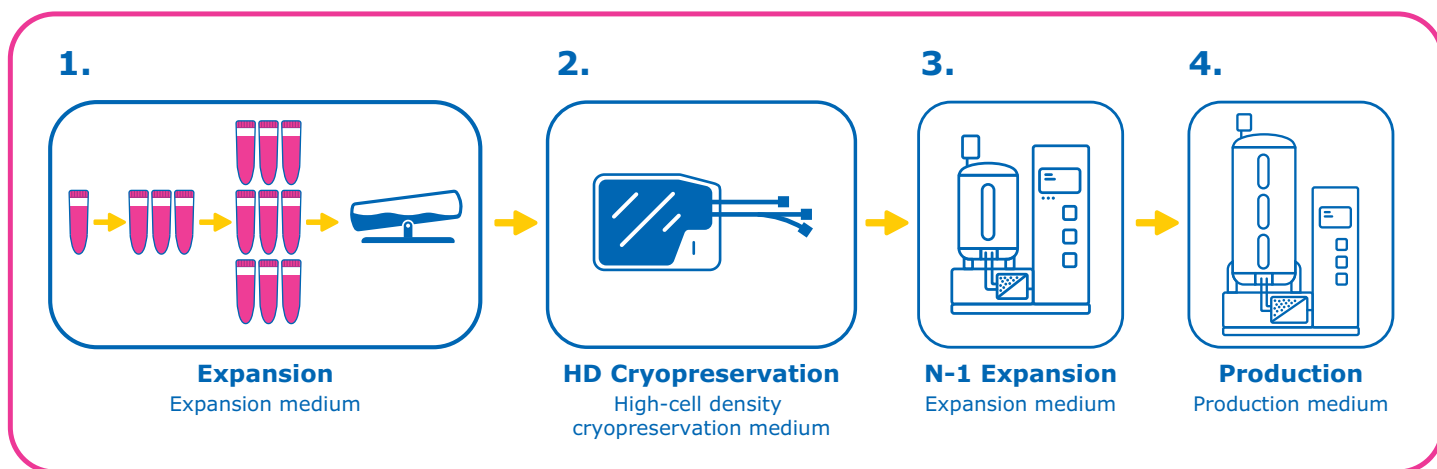 1.
2.
3.
4.
Expansion
Expansion medium
HD Cryopreservation
High-cell density
cryopreservation medium
N-1 Expansion
Expansion medium
Production
Production medium